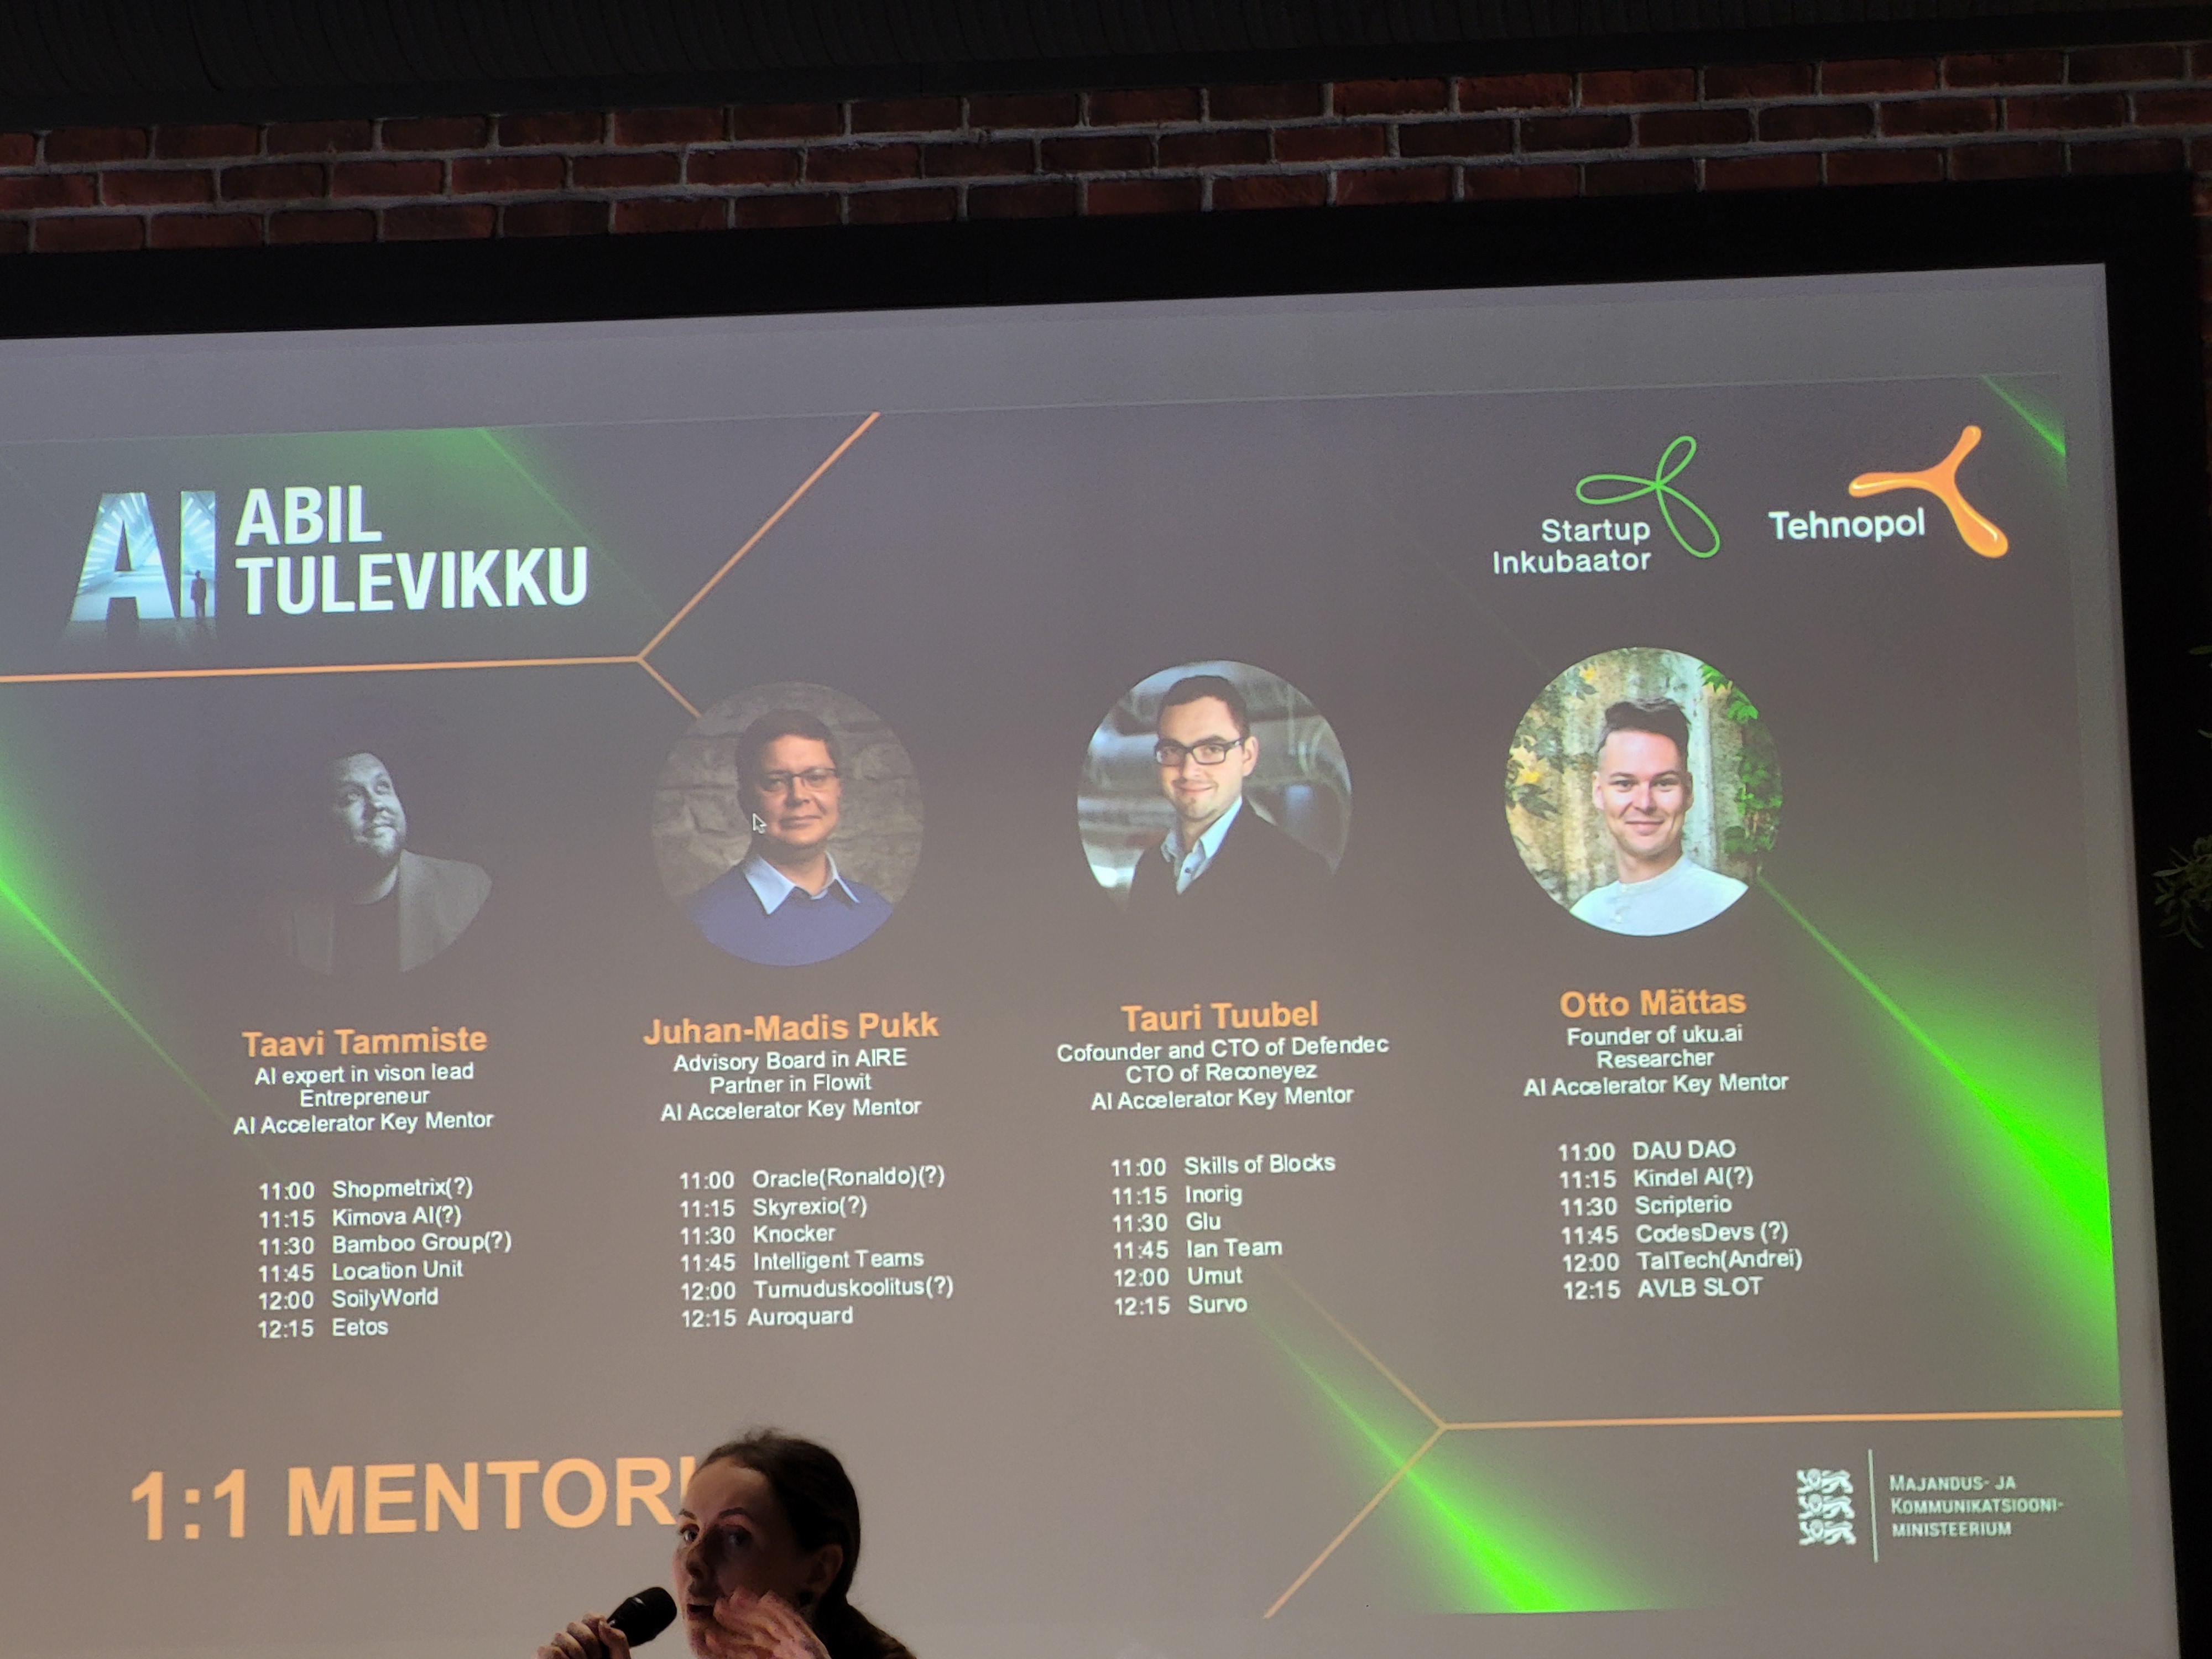 AI ABIL
TULEVIKKU
Startup
Inkubaator
Tehnopol
Taavi Tammiste
AI expert in vison lead
Entrepreneur
AI Accelerator Key Mentor
11:00 Shopmetrix(?)
11:15 Kimova AI(?)
11:30 Bamboo Group(?)
11:45 Location Unit
12:00 SoilyWorld
12:15 Eetos
Juhan-Madis Pukk
Advisory Board in AIRE
Partner in Flowit
AI Accelerator Key Mentor
11:00 Oracle(Ronaldo)(?)
11:15 Skyrexio(?)
11:30 Knocker
11:45 Intelligent Teams
12:00 Turnuduskoolitus(?)
12:15 Auroquard
Tauri Tuubel
Cofounder and CTO of Defendec
CTO of Reconeyez
AI Accelerator Key Mentor
11:00 Skills of Blocks
11:15 Inorig
11:30 Glu
11:45 Ian Team
12:00 Umut
12:15 Survo
Otto Mättas
Founder of uku.ai
Researcher
AI Accelerator Key Mentor
11:00 DAU DAO
11:15 Kindel AI(?)
11:30 Scripterio
11:45 CodesDevs (?)
12:00 TalTech(Andrei)
12:15 AVLB SLOT
1:1 MENTORI
MAJANDUS- JA
KOMMUNIKATSIOONI-
MINISTEERIUM